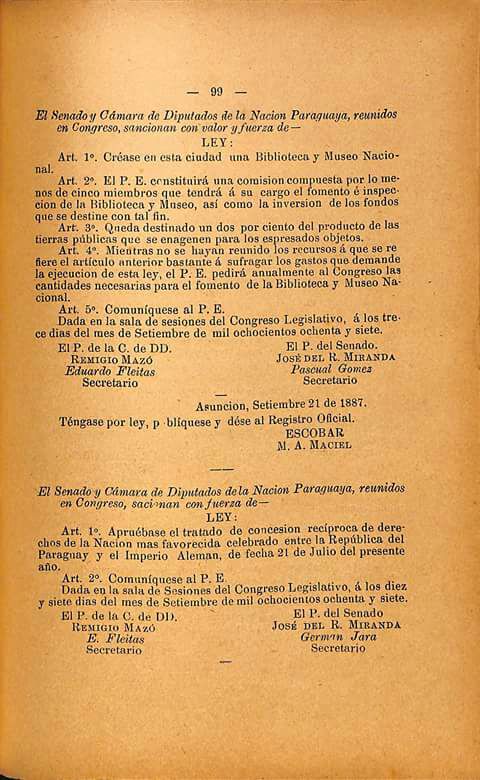 — 99 —
El Senado y Cámara de Diputados de la Nacion Paraguaya, reunidos
en Congreso, sancionan con valor y fuerza de—
LEY:
Art. 1º. Créase en esta ciudad una Biblioteca y Museo Nacio-
nal.
Art. 2º. El P. E. constituirá una comision compuesta por lo me-
nos de cinco miembros que tendrá á su cargo el fomento é inspec-
cion de la Biblioteca y Museo, así como la inversion de los fondos
que se destine con tal fin.
Art. 3º. Queda destinado un dos por ciento del producto de las
tierras públicas que se enagenen para los espresados objetos.
Art. 4º. Mientras no se hayan reunido los recursos á que se re
fiere el artículo anterior bastante á sufragar los gastos que demande
la ejecucion de esta ley, el P. E. pedirá anualmente al Congreso las
cantidades necesarias para el fomento de la Biblioteca y Museo Na-
cional.
Art. 5º. Comuníquese al P. E.
Dada en la sala de sesiones del Congreso Legislativo, á los tre-
ce dias del mes de Setiembre de mil ochocientos ochenta y siete.
El P. de la C. de DD. El P. del Senado.
REMIGIO MAZÓ JOSÉ DEL R. MIRANDA
Eduardo Fleitas Pascual Gomez
Secretario Secretario
—
Asuncion, Setiembre 21 de 1887.
Téngase por ley, p blíquese y dése al Registro Oficial.
ESCOBAR
M. A. MACIEL
——
El Senado y Cámara de Diputados de la Nacion Paraguaya, reunidos
en Congreso, sacionan con fuerza de—
LEY:
Art. 1º. Apruébase el tratado de concesion recíproca de dere-
chos de la Nacion mas favorecida celebrado entre la República del
Paraguay y el Imperio Aleman, de fecha 21 de Julio del presente
año.
Art. 2º. Comuníquese al P. E.
Dada en la sala de Sesiones del Congreso Legislativo, á los diez
y siete dias del mes de Setiembre de mil ochocientos ochenta y siete.
El P. de la C. de DD. El P. del Senado
REMIGIO MAZÓ JOSÉ DEL R. MIRANDA
E. Fleitas German Jara
Secretario Secretario
—